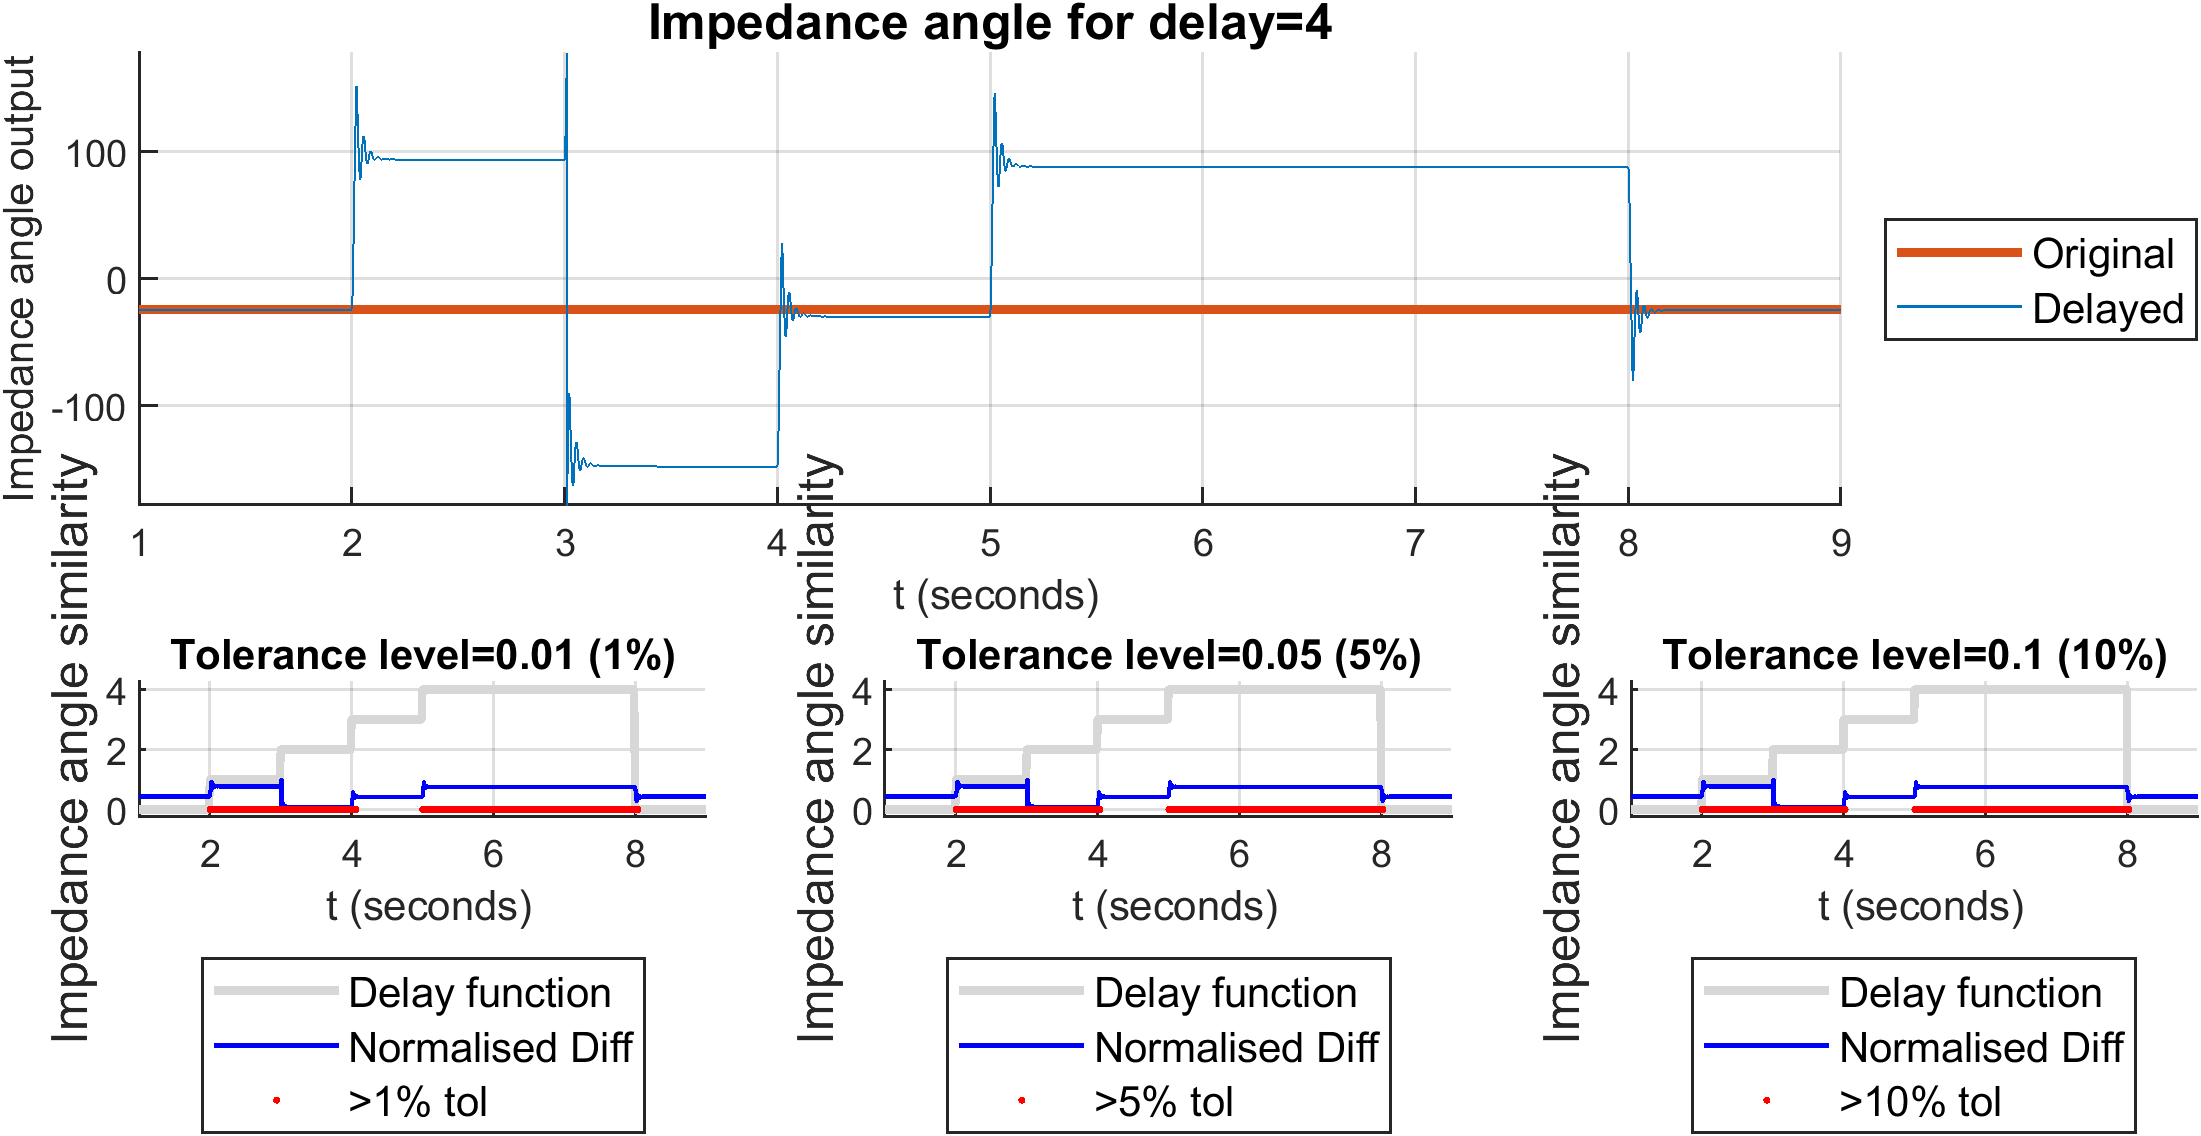 Impedance angle for delay=4
Impedance angle output
100
0
-100
1 2 3 4 5 6 7 8 9
t (seconds)
Original
Delayed
Impedance angle similarity
Tolerance level=0.01 (1%)
4
2
0
2 4 6 8
t (seconds)
Delay function
Normalised Diff
>1% tol
Impedance angle similarity
Tolerance level=0.05 (5%)
4
2
0
2 4 6 8
t (seconds)
Delay function
Normalised Diff
>5% tol
Impedance angle similarity
Tolerance level=0.1 (10%)
4
2
0
2 4 6 8
t (seconds)
Delay function
Normalised Diff
>10% tol